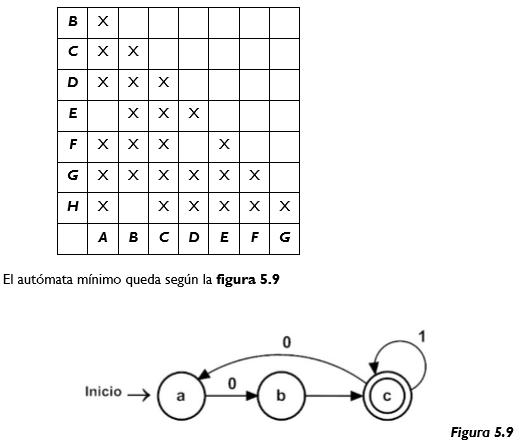 B X
C X X
D X X X
E X X X
F X X X X
G X X X X X X
H X X X X X X
A B C D E F G
El autómata mínimo queda según la figura 5.9
0
1
Inicio a 0 b c
Figura 5.9